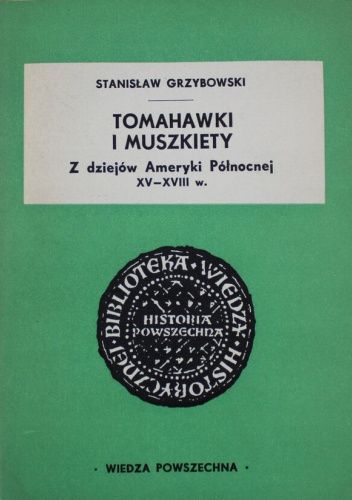 STANISŁAW GRZYBOWSKI
TOMAHAWKI
I MUSZKIETY
Z dziejów Ameryki Północnej
XV—XVIII w.
BIBLIOTEKA · WIEDZY · HISTORYCZNEJ ·
HISTORIA
POWSZECHNA
· WIEDZA POWSZECHNA ·